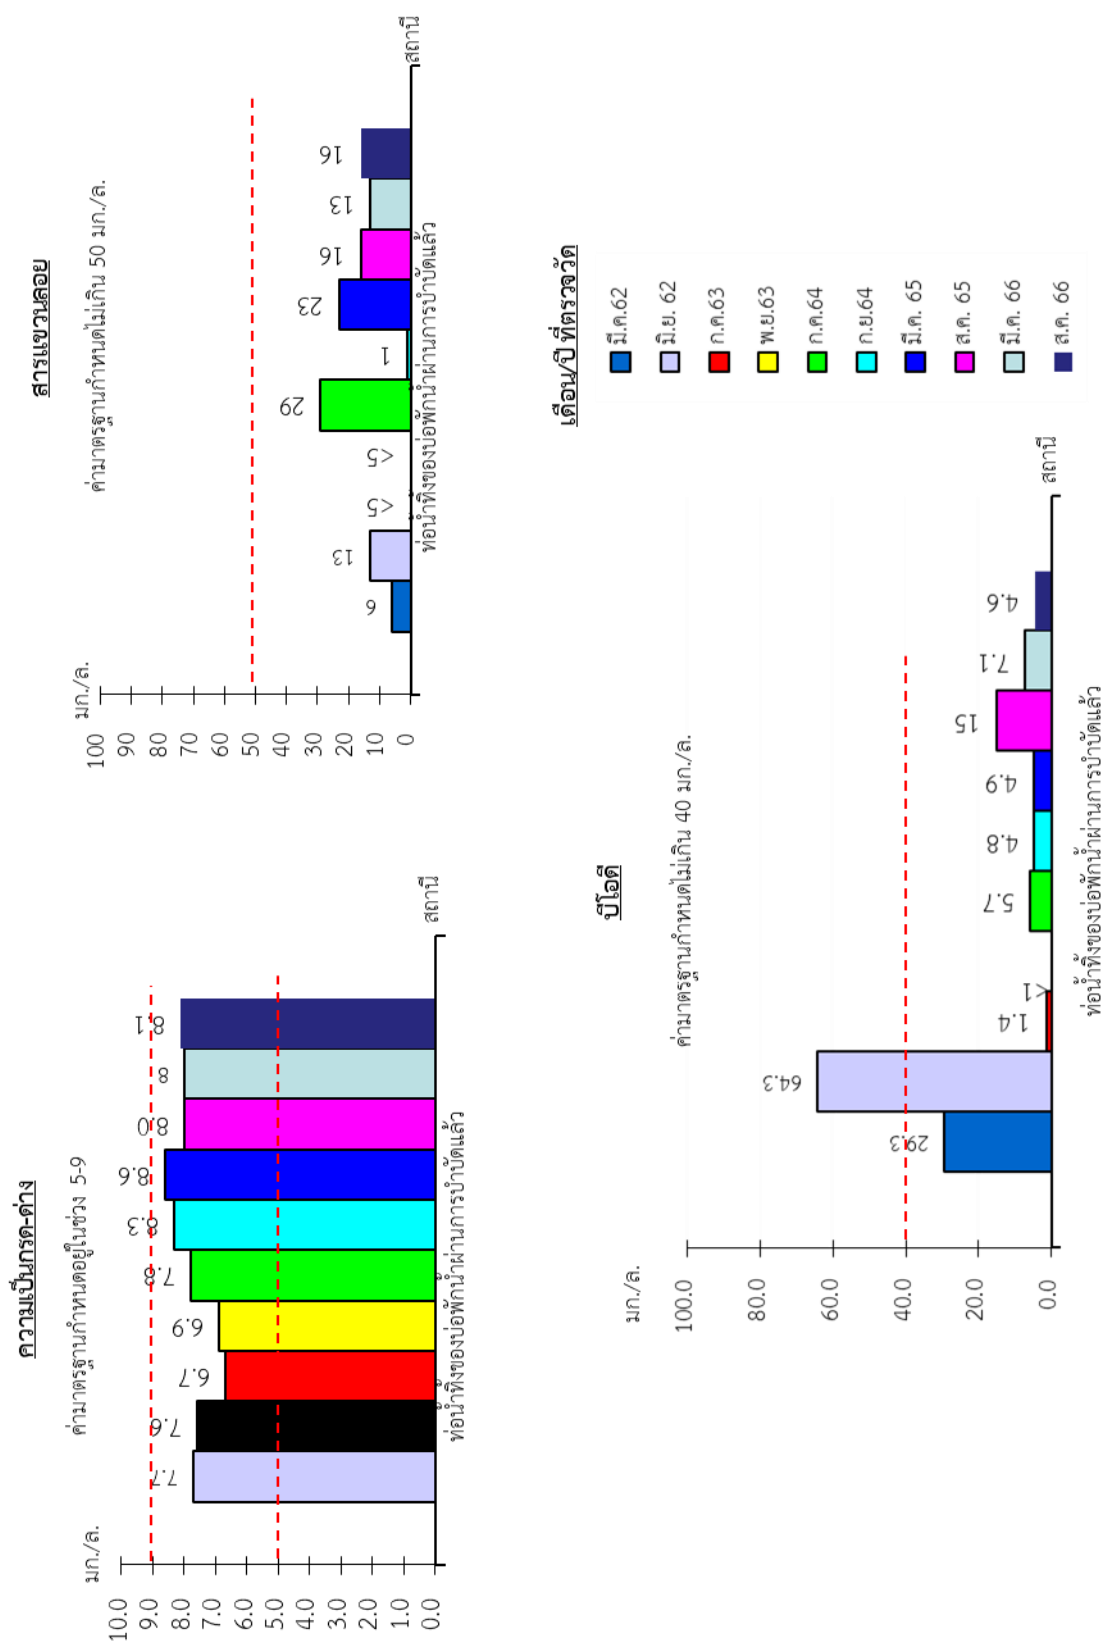 ความเป็นกรด-ด่าง
มก./ล.
ค่ามาตรฐานกำหนดอยู่ในช่วง 5-9
10.0
9.0
8.0
7.0
6.0
5.0
4.0
3.0
2.0
1.0
0.0
7.7
7.6
6.7
6.9
7.8
8.3
8.6
8.0
8
8.1
สถานี
ท่อน้ำทิ้งของบ่อพักน้ำผ่านการบำบัดแล้ว
สารแขวนลอย
มก./ล.
ค่ามาตรฐานกำหนดไม่เกิน 50 มก./ล.
100
90
80
70
60
50
40
30
20
10
0
6
13
<5
<5
29
1
23
16
13
16
สถานี
ท่อน้ำทิ้งของบ่อพักน้ำผ่านการบำบัดแล้ว
บีโอดี
มก./ล.
ค่ามาตรฐานกำหนดไม่เกิน 40 มก./ล.
100.0
80.0
60.0
40.0
20.0
0.0
29.3
64.3
1.4
<1
5.7
4.8
4.9
15
7.1
4.6
สถานี
ท่อน้ำทิ้งของบ่อพักน้ำผ่านการบำบัดแล้ว
เดือน/ปี ที่ตรวจวัด
มี.ค.62
มิ.ย. 62
ก.ค.63
พ.ย.63
ก.ค.64
ก.ย.64
มี.ค. 65
ส.ค. 65
มี.ค. 66
ส.ค. 66